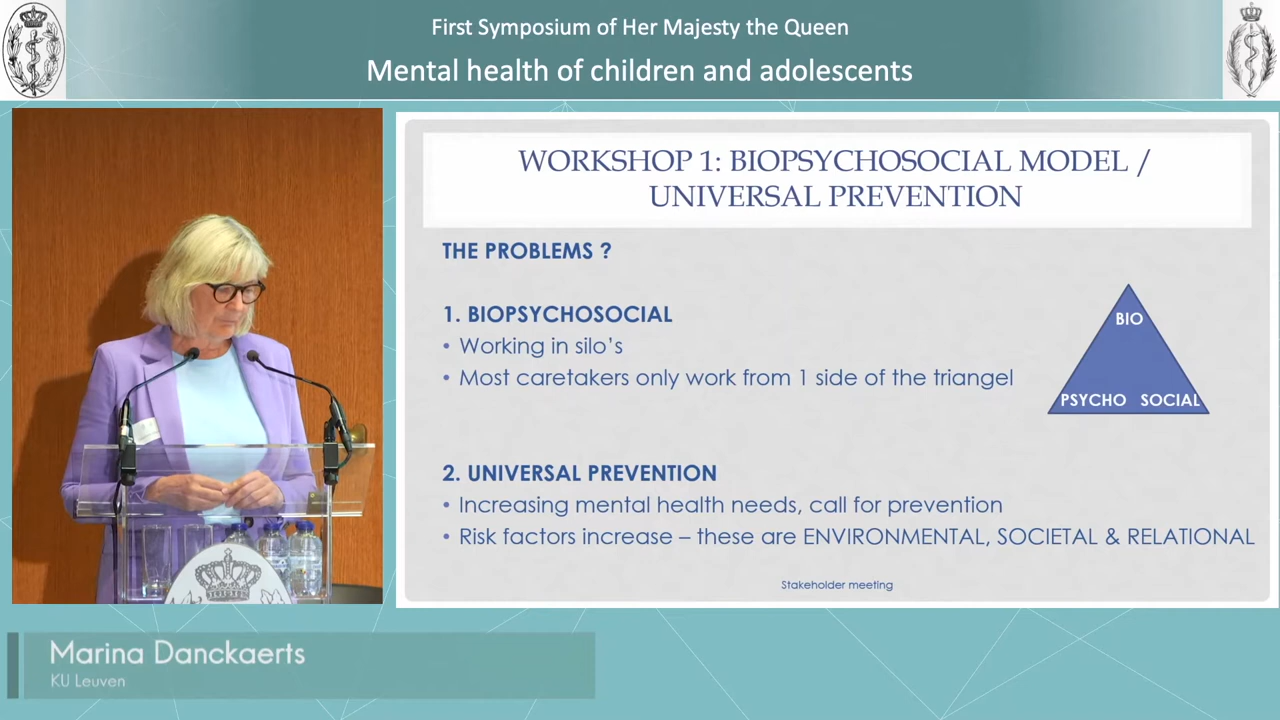 First Symposium of Her Majesty the Queen
Mental health of children and adolescents
WORKSHOP 1: BIOPSYCHOSOCIAL MODEL /
UNIVERSAL PREVENTION
THE PROBLEMS ?
1. BIOPSYCHOSOCIAL
• Working in silo's
• Most caretakers only work from 1 side of the triangel
BIO
PSYCHO SOCIAL
2. UNIVERSAL PREVENTION
• Increasing mental health needs, call for prevention
• Risk factors increase – these are ENVIRONMENTAL, SOCIETAL & RELATIONAL
Stakeholder meeting
Marina Danckaerts
KU Leuven